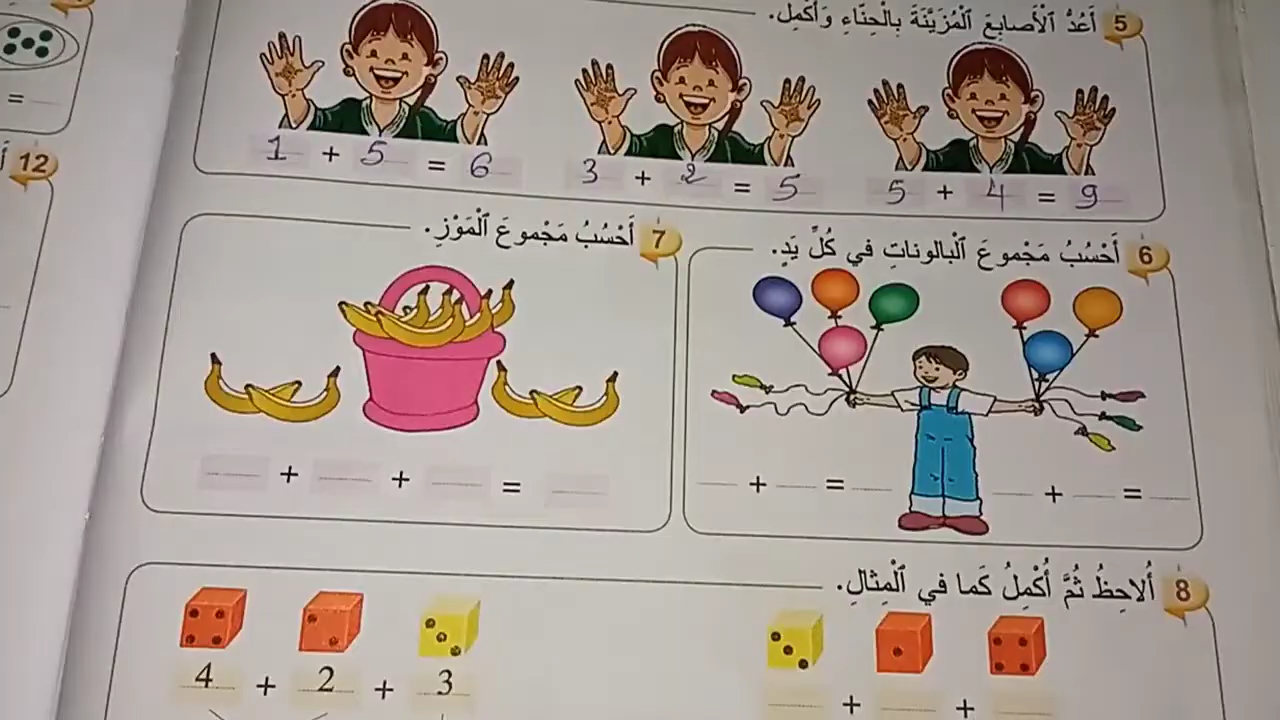 5 أَعُدُّ ٱلْأَصابِعَ ٱلْمُزَيَّنَةَ بِالْحِنّاءِ وَأُكْمِلُ.
1 + 5 = 6
3 + 2 = 5
5 + 4 = 9
=
12
6 أَحْسُبُ مَجْموعَ ٱلْبالوناتِ في كُلِّ يَدٍ.
+ =
+ =
7 أَحْسُبُ مَجْموعَ ٱلْمَوْزِ.
+ + =
8 أُلاحِظُ ثُمَّ أُكْمِلُ كَما في ٱلْمِثالِ.
4 + 2 + 3
+ +